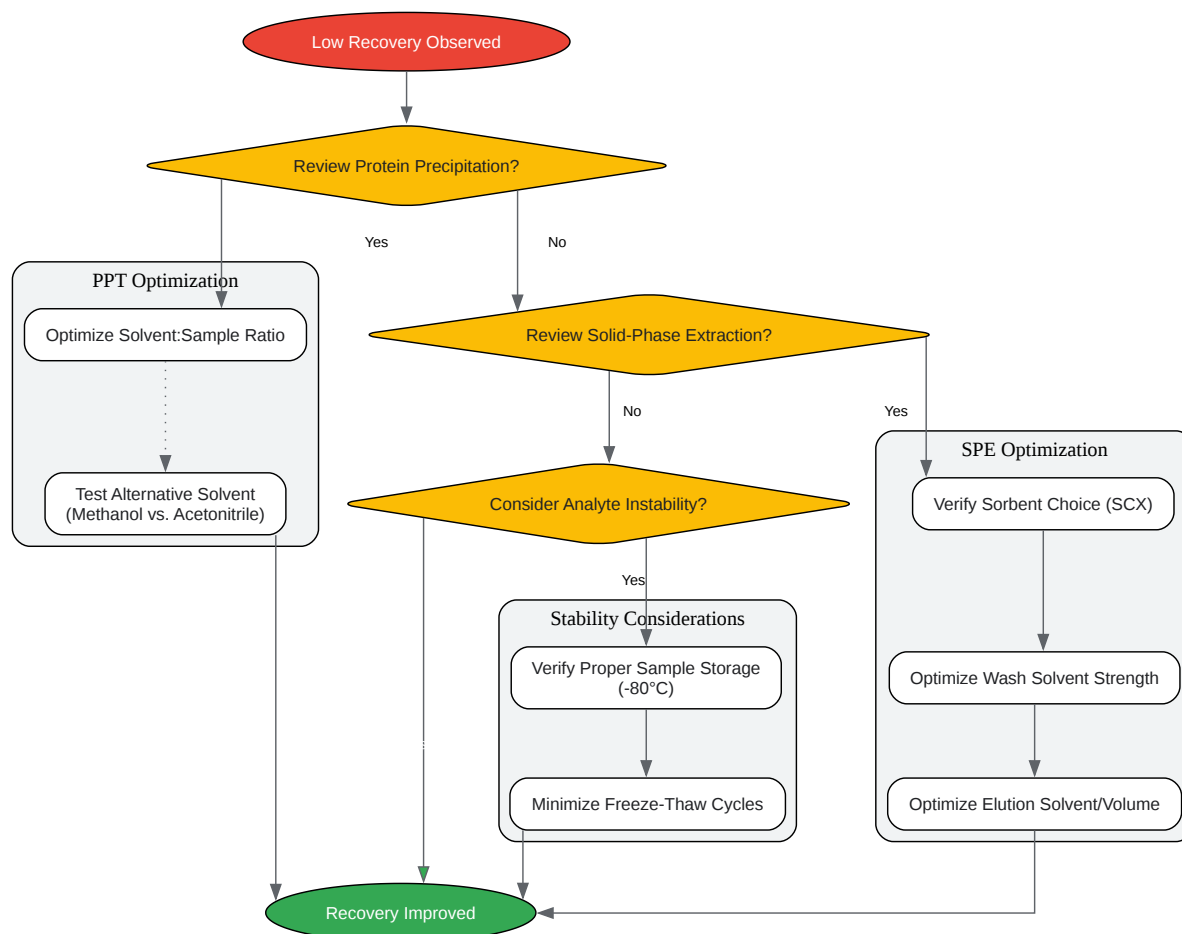 Low Recovery Observed
Review Protein Precipitation?
Yes
No
PPT Optimization
Optimize Solvent:Sample Ratio
Review Solid-Phase Extraction?
No
Yes
SPE Optimization
Test Alternative Solvent
(Methanol vs. Acetonitrile)
Consider Analyte Instability?
Verify Sorbent Choice (SCX)
Yes
Stability Considerations
Verify Proper Sample Storage
(-80°C)
Optimize Wash Solvent Strength
Minimize Freeze-Thaw Cycles
Optimize Elution Solvent/Volume
Recovery Improved